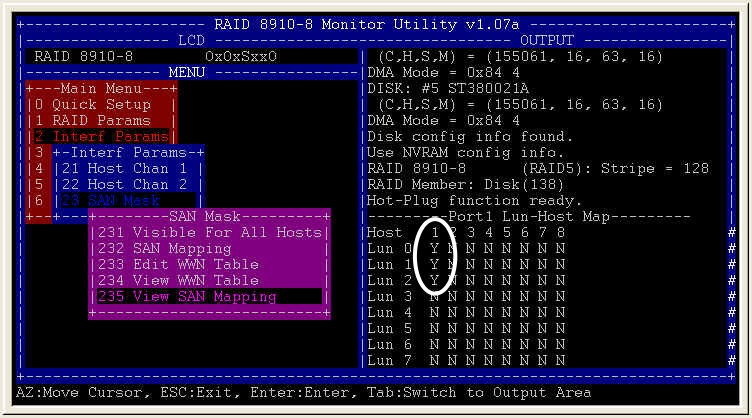 RAID 8910-8 Monitor Utility v1.07a
LCD
RAID 8910-8 OxOxSxxO
MENU
Main Menu
0 Quick Setup
1 RAID Params
2 Interf Params
3
4
5
6
Interf Params
21 Host Chan 1
22 Host Chan 2
23 SAN Mask
SAN Mask
231 Visible For All Hosts
232 SAN Mapping
233 Edit WWN Table
234 View WWN Table
235 View SAN Mapping
OUTPUT
(C,H,S,M) = (155061, 16, 63, 16)
DMA Mode = 0x84 4
DISK: #5 ST380021A
(C,H,S,M) = (155061, 16, 63, 16)
DMA Mode = 0x84 4
Disk config info found.
Use NVRAM config info.
RAID 8910-8 (RAID5): Stripe = 128
RAID Member: Disk(138)
Hot-Plug function ready.
---------Port1 Lun-Host Map---------
Host 1 2 3 4 5 6 7 8 #
Lun 0 Y N N N N N N N
Lun 1 Y N N N N N N N #
Lun 2 Y N N N N N N N
Lun 3 N N N N N N N N #
Lun 4 N N N N N N N N #
Lun 5 N N N N N N N N #
Lun 6 N N N N N N N N #
Lun 7 N N N N N N N N #
AZ:Move Cursor, ESC:Exit, Enter:Enter, Tab:Switch to Output Area